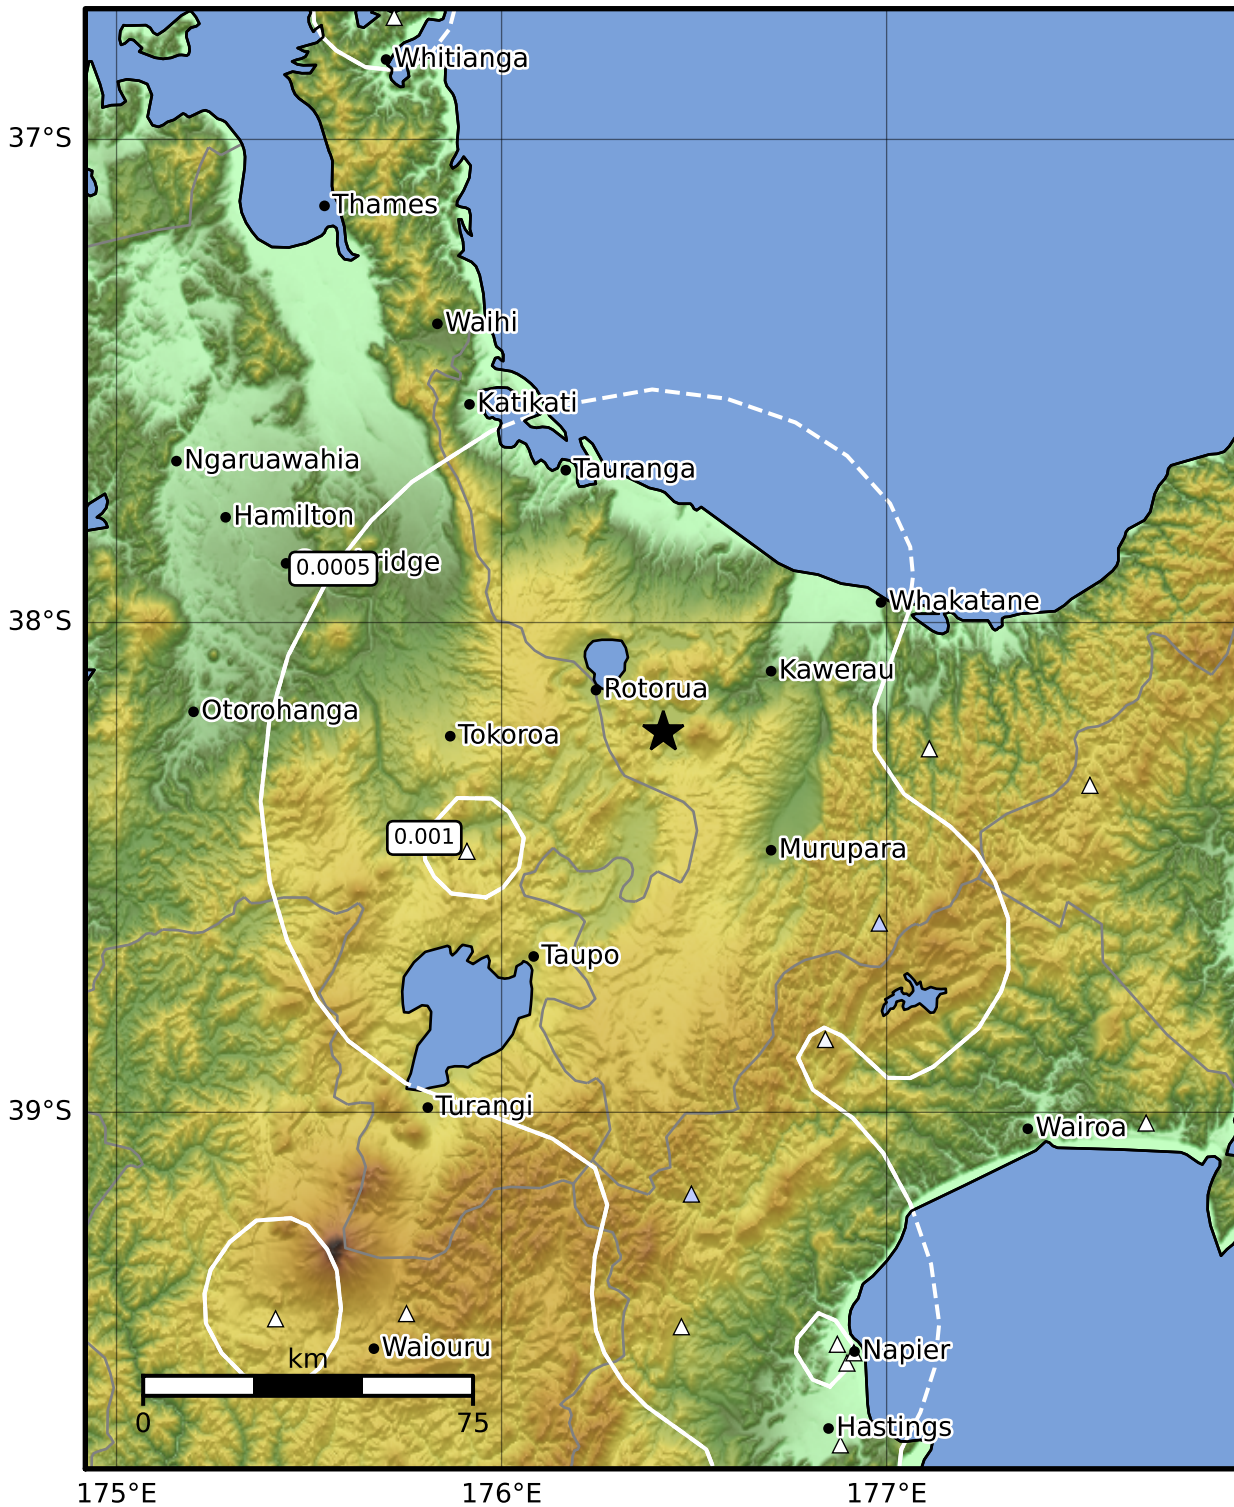 Whitianga
37°S
Thames
Waihi
Katikati
Ngaruawahia
Tauranga
Hamilton
0.0005
ridge
Whakatane
38°S
Kawerau
Rotorua
Otorohanga
Tokoroa
0.001
Murupara
Taupo
Turangi
39°S
Wairoa
Waiouru
Napier
km
0
75
Hastings
175°E
176°E
177°E